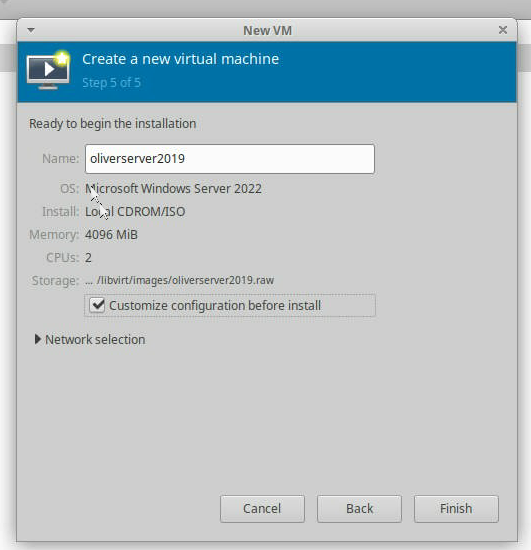 New VM
Create a new virtual machine
Step 5 of 5
Ready to begin the installation
Name: oliverserver2019
OS: Microsoft Windows Server 2022
Install: Local CDROM/ISO
Memory: 4096 MiB
CPUs: 2
Storage: ... /libvirt/images/oliverserver2019.raw
Customize configuration before install
Network selection
Cancel Back Finish